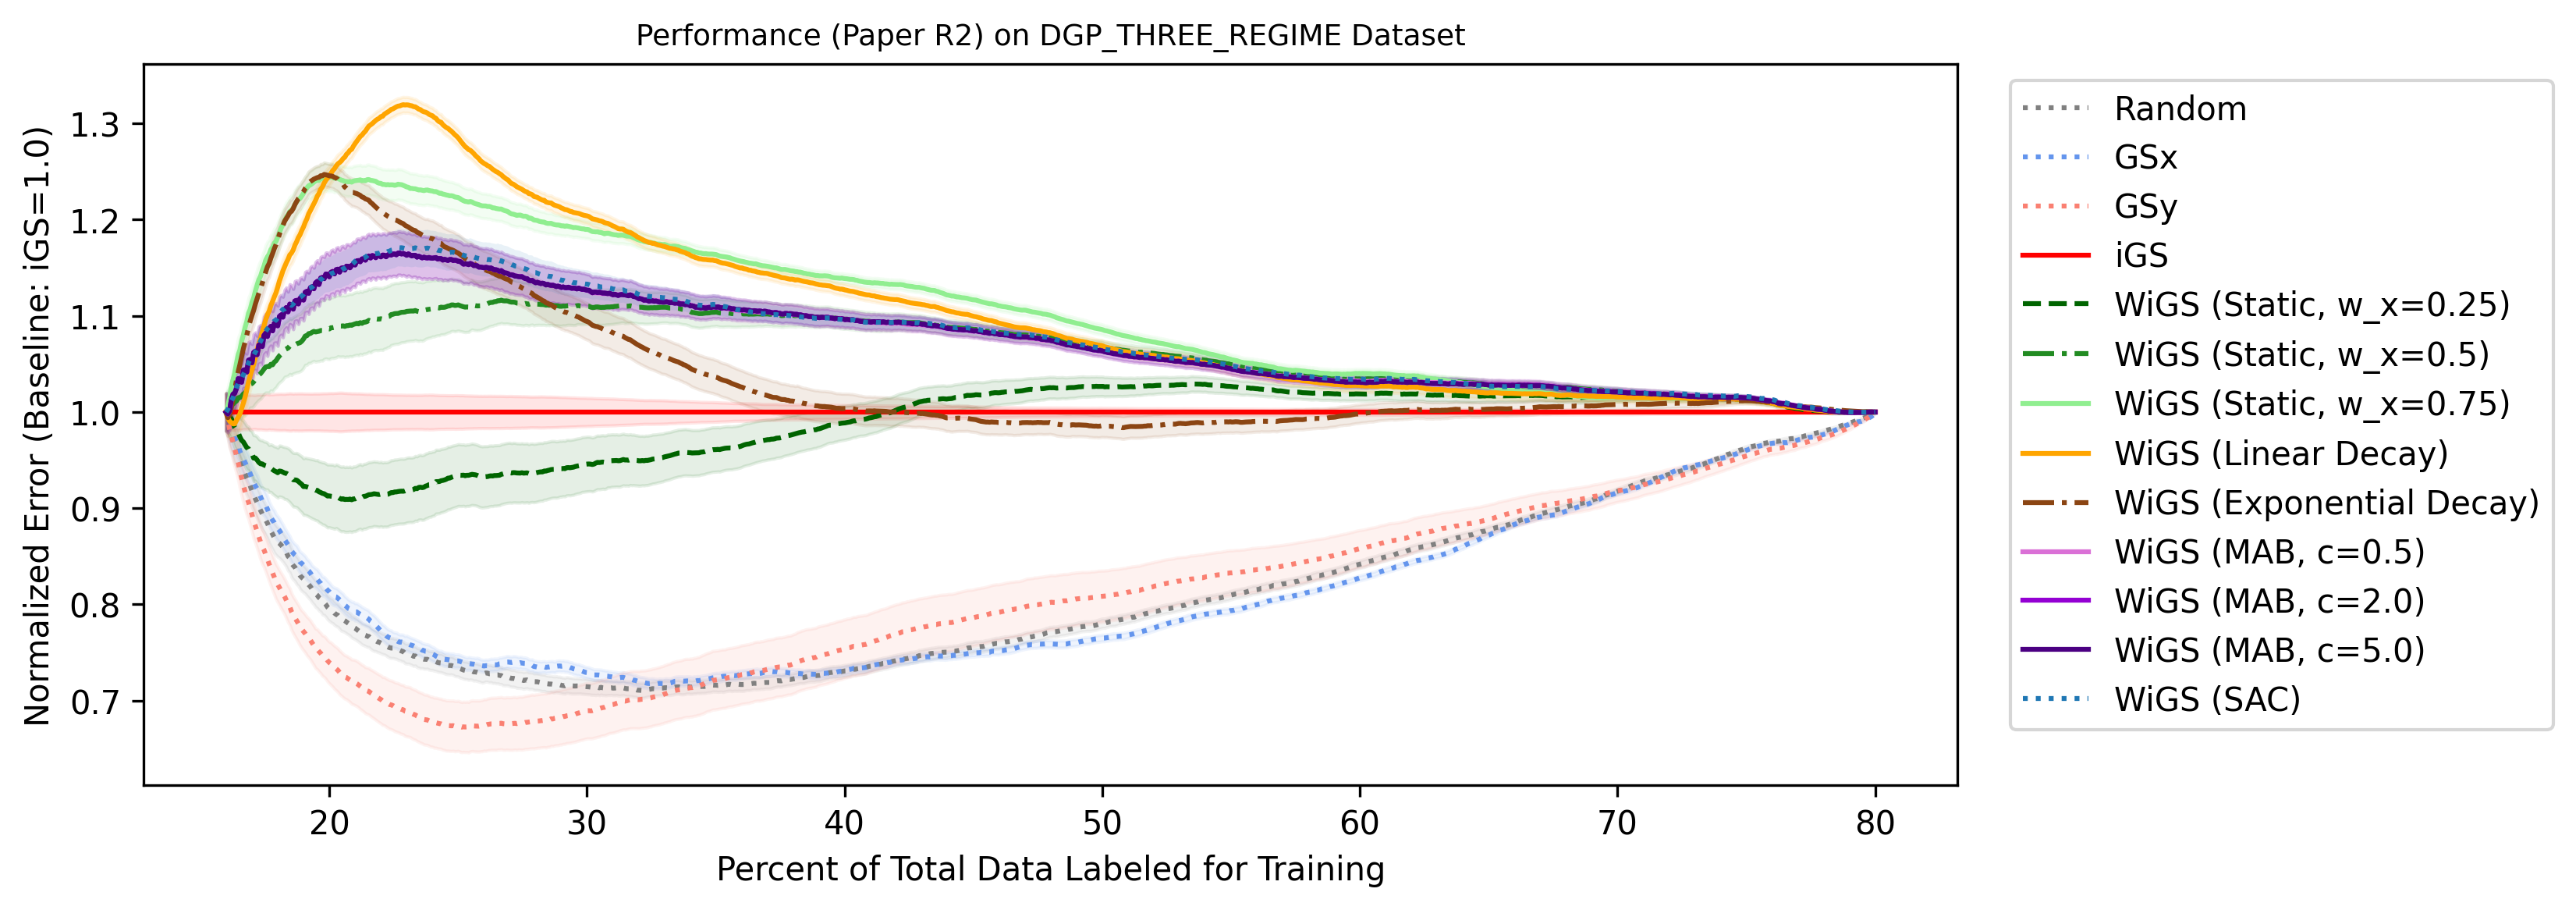 Performance (Paper R2) on DGP_THREE_REGIME Dataset
Normalized Error (Baseline: iGS=1.0)
1.3
1.2
1.1
1.0
0.9
0.8
0.7
20 30 40 50 60 70 80
Percent of Total Data Labeled for Training
Random
GSx
GSy
iGS
WiGS (Static, w_x=0.25)
WiGS (Static, w_x=0.5)
WiGS (Static, w_x=0.75)
WiGS (Linear Decay)
WiGS (Exponential Decay)
WiGS (MAB, c=0.5)
WiGS (MAB, c=2.0)
WiGS (MAB, c=5.0)
WiGS (SAC)